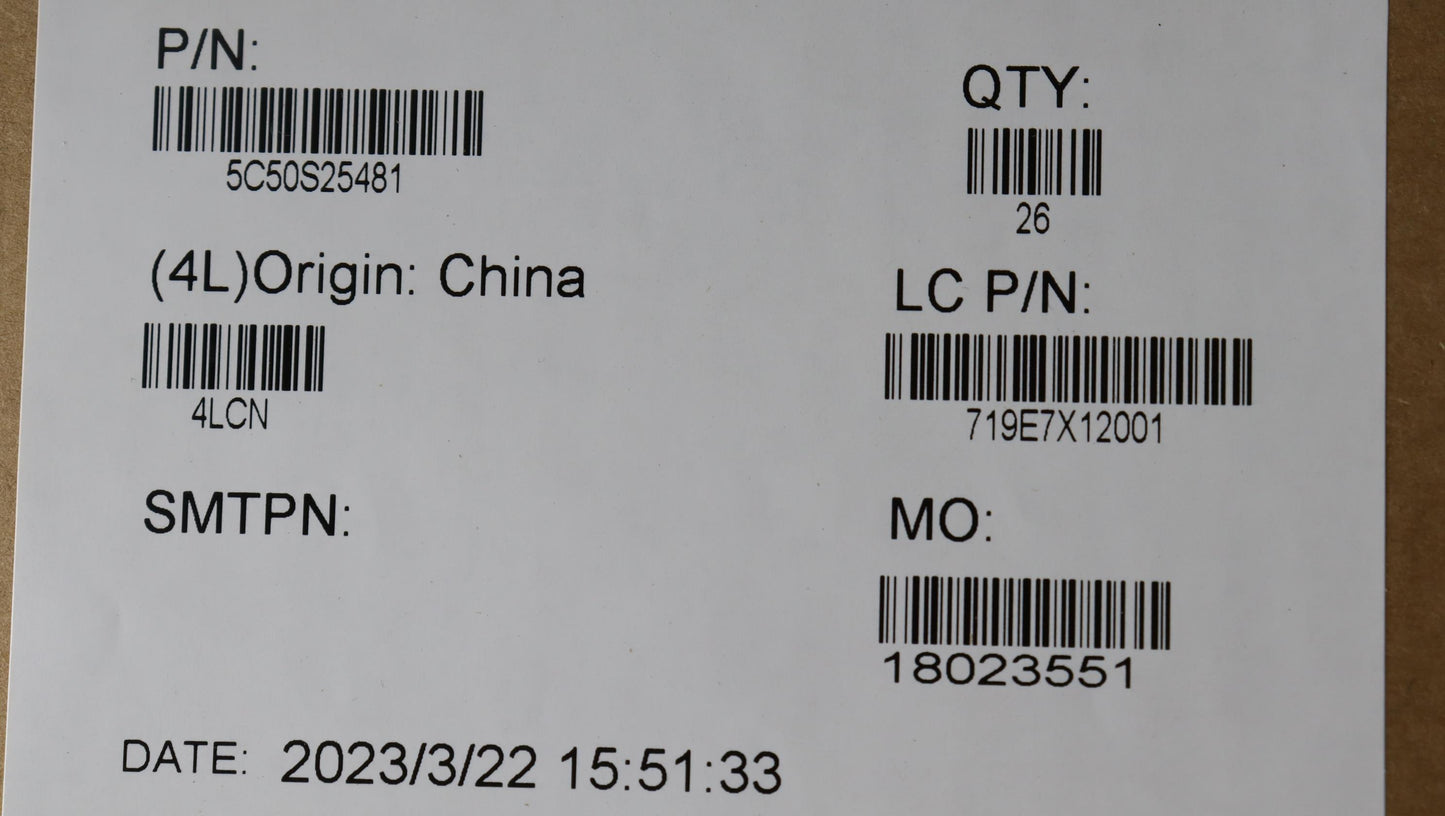 P/N:
5C50S25481
QTY:
26
(4L)Origin: China
4LCN
LC P/N:
719E7X12001
SMTPN:
MO:
18023551
DATE: 2023/3/22 15:51:33